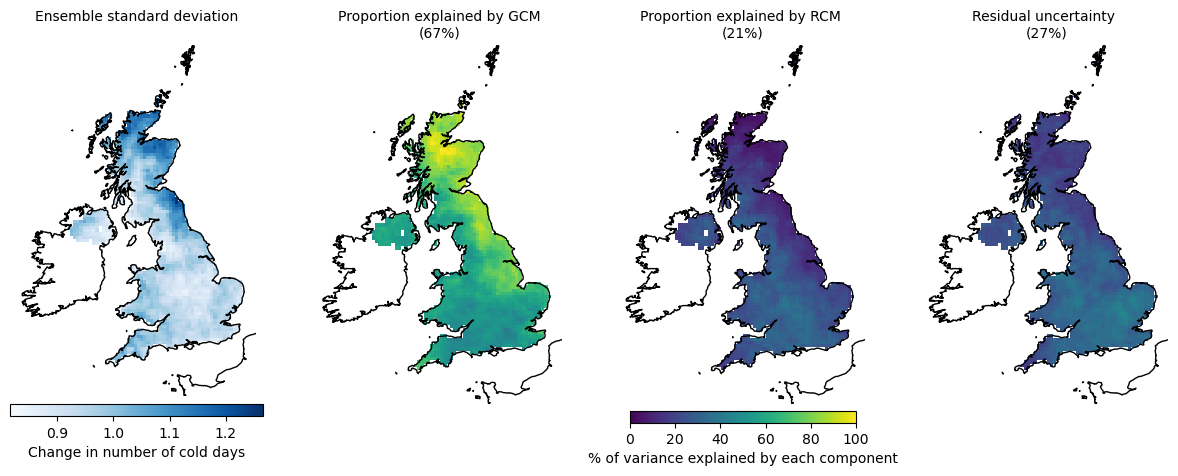 Ensemble standard deviation
Proportion explained by GCM
(67%)
Proportion explained by RCM
(21%)
Residual uncertainty
(27%)
0.9 1.0 1.1 1.2
Change in number of cold days
0 20 40 60 80 100
% of variance explained by each component